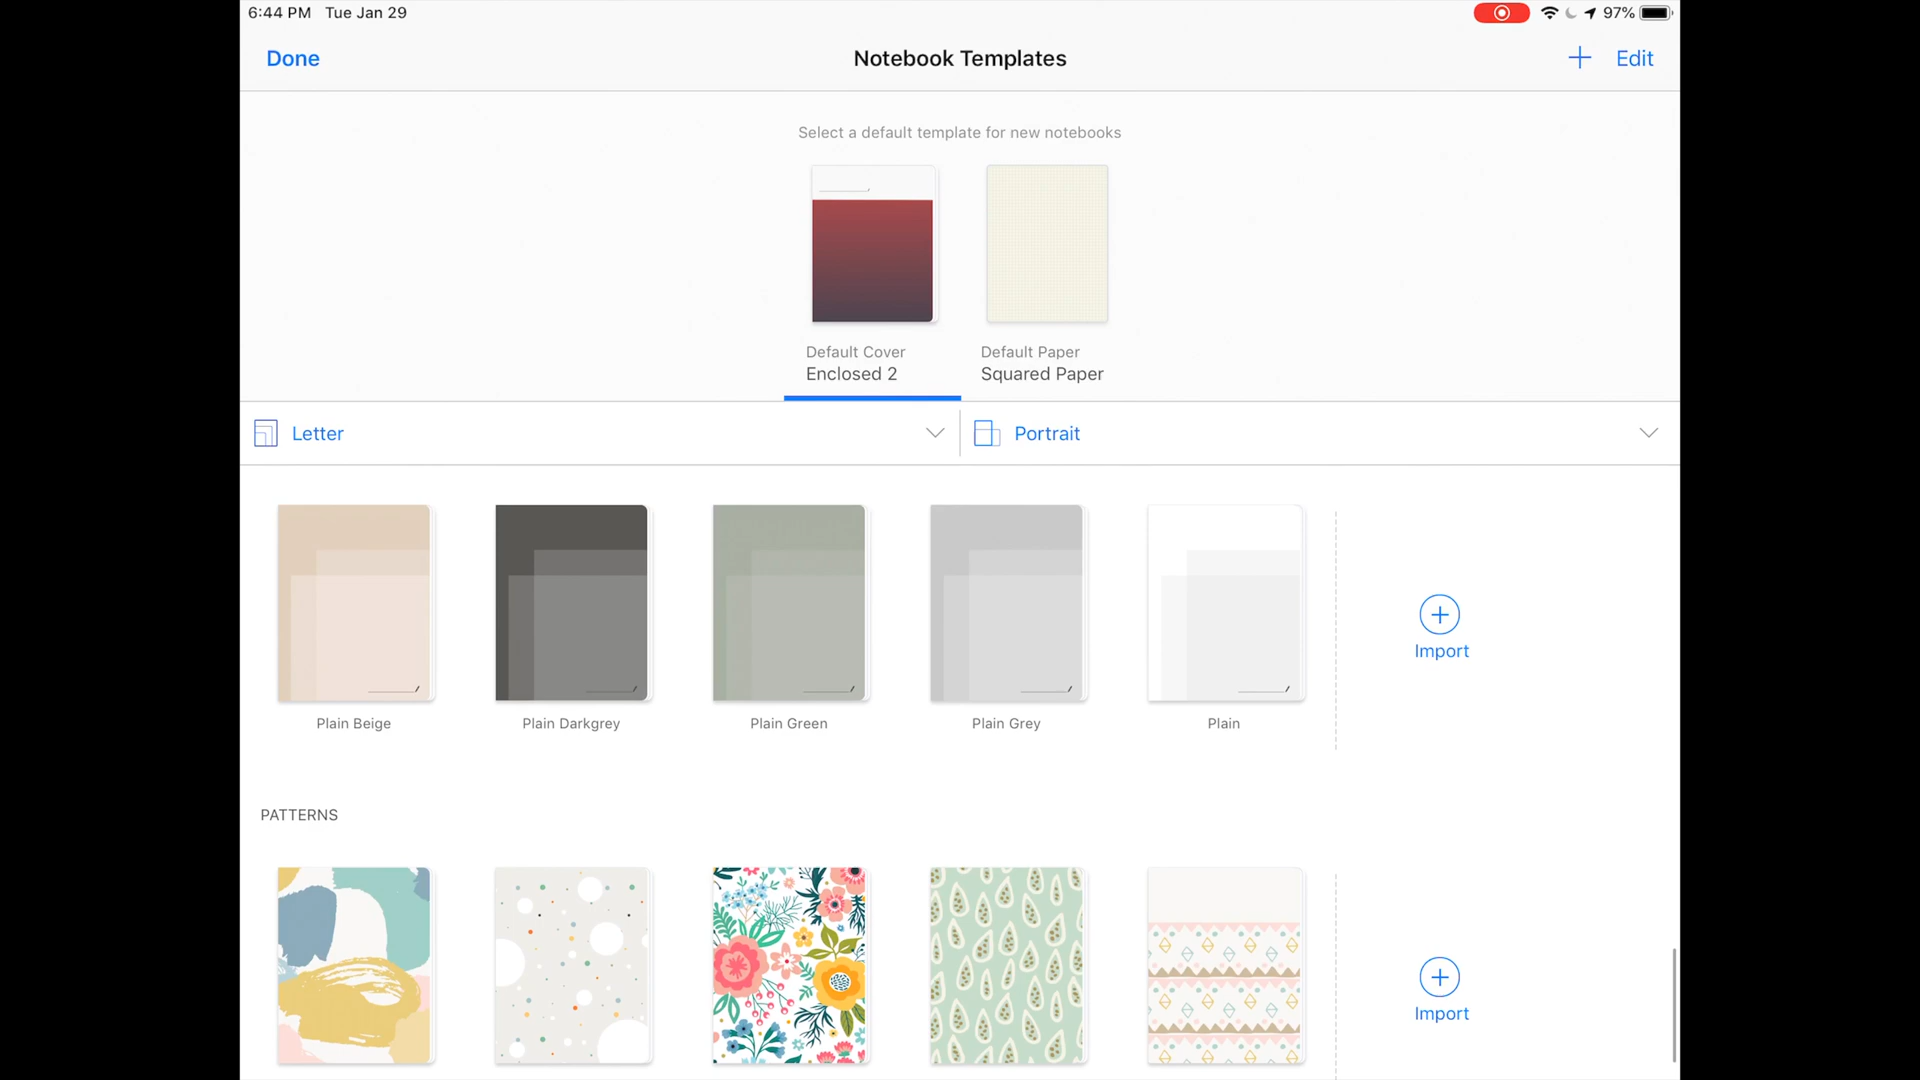 6:44 PM Tue Jan 29
97%
Done
Notebook Templates
Edit
Select a default template for new notebooks
Default Cover
Enclosed 2
Default Paper
Squared Paper
Letter
Portrait
Import
Plain Beige
Plain Darkgrey
Plain Green
Plain Grey
Plain
PATTERNS
Import